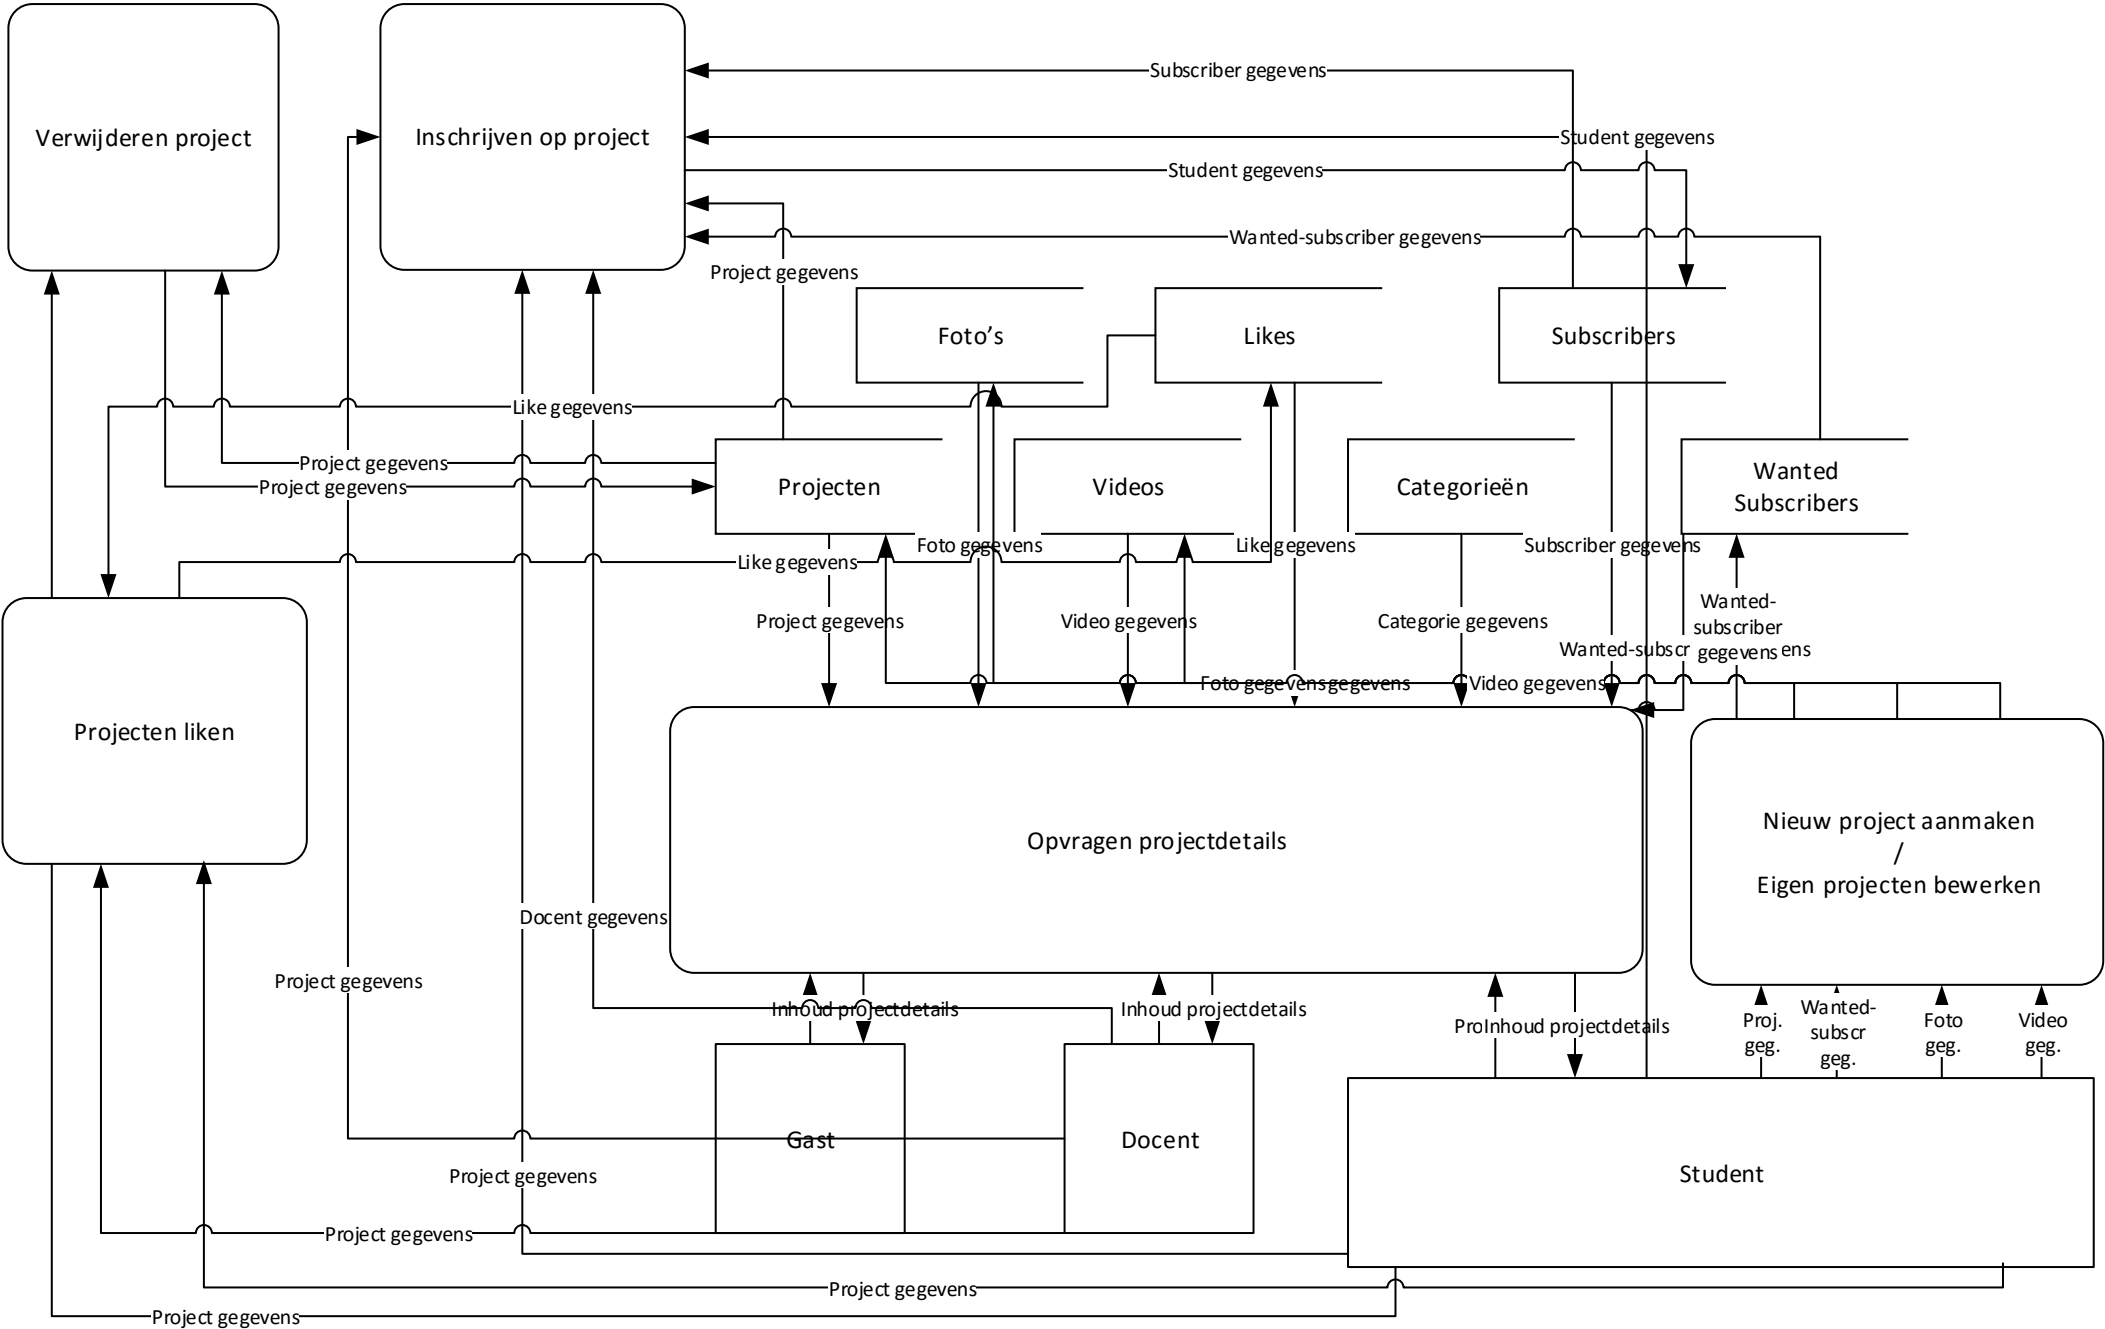 Subscriber gegevens
Verwijderen project
Inschrijven op project
Student gegevens
Student gegevens
Wanted-subscriber gegevens
Project gegevens
Foto's
Likes
Subscribers
Like gegevens
Project gegevens
Project gegevens
Projecten
Videos
Categorieën
Wanted
Subscribers
Foto gegevens
Like gegevens
Subscriber gegevens
Like gegevens
Project gegevens
Video gegevens
Categorie gegevens
Wanted-
subscriber
gegevens
Wanted-subscr
ens
Foto gegevens
gegevens
Video gegevens
Projecten liken
Opvragen projectdetails
Nieuw project aanmaken
/
Eigen projecten bewerken
Docent gegevens
Project gegevens
Inhoud projectdetails
Inhoud projectdetails
Pro
Inhoud projectdetails
Proj.
geg.
Wanted-
subscr
geg.
Foto
geg.
Video
geg.
Gast
Docent
Student
Project gegevens
Project gegevens
Project gegevens
Project gegevens